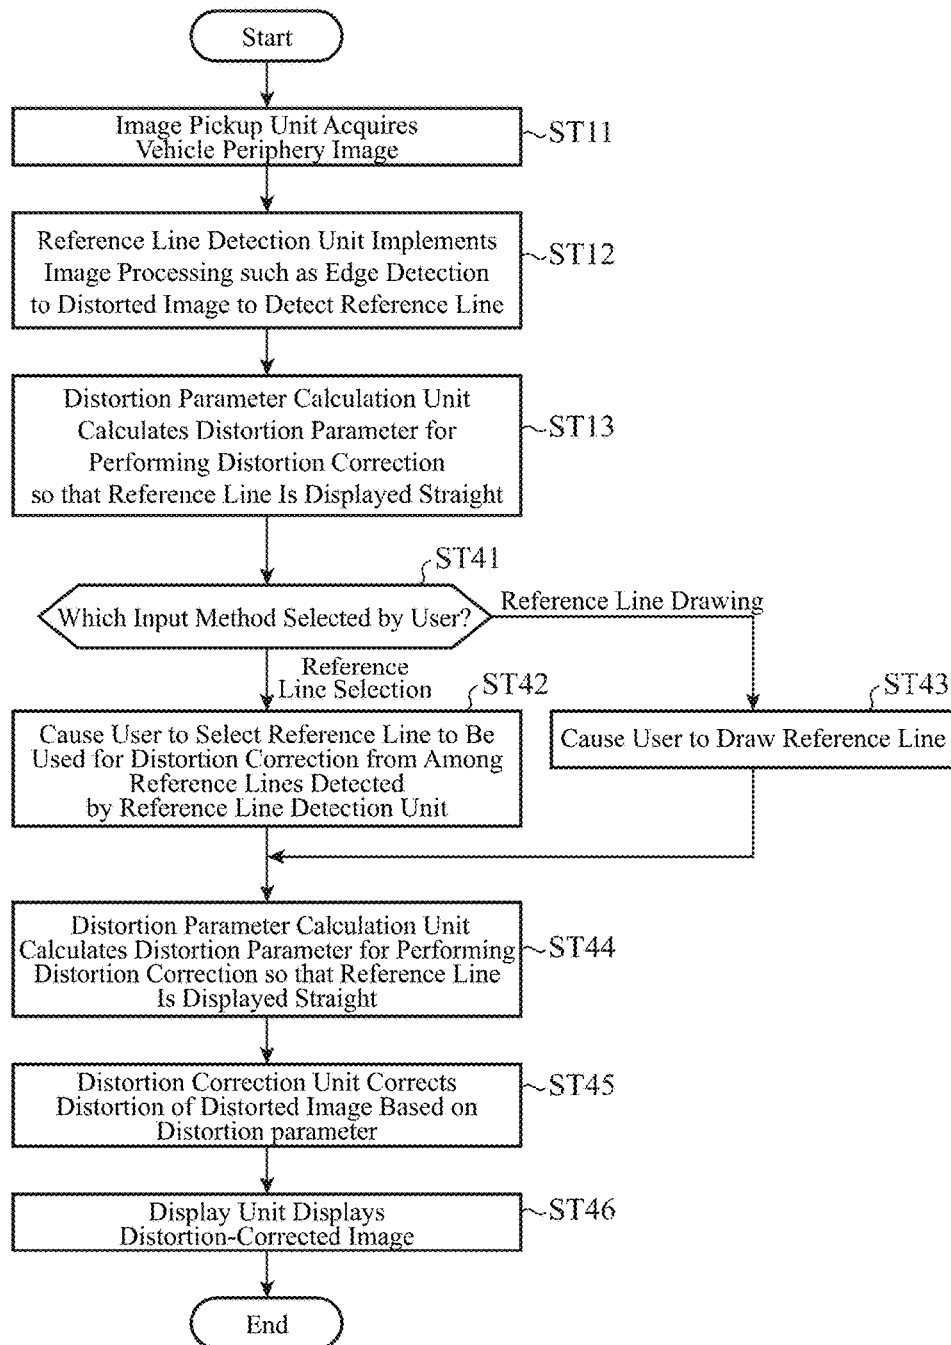 Start
Image Pickup Unit Acquires
Vehicle Periphery Image
ST11
Reference Line Detection Unit Implements
Image Processing such as Edge Detection
to Distorted Image to Detect Reference Line
ST12
Distortion Parameter Calculation Unit
Calculates Distortion Parameter for
Performing Distortion Correction
so that Reference Line Is Displayed Straight
ST13
ST41
Which Input Method Selected by User?
Reference Line Drawing
Reference
Line Selection
ST42
ST43
Cause User to Select Reference Line to Be
Used for Distortion Correction from Among
Reference Lines Detected
by Reference Line Detection Unit
Cause User to Draw Reference Line
Distortion Parameter Calculation Unit
Calculates Distortion Parameter for Performing
Distortion Correction so that Reference Line
Is Displayed Straight
ST44
Distortion Correction Unit Corrects
Distortion of Distorted Image Based on
Distortion parameter
ST45
Display Unit Displays
Distortion-Corrected Image
ST46
End